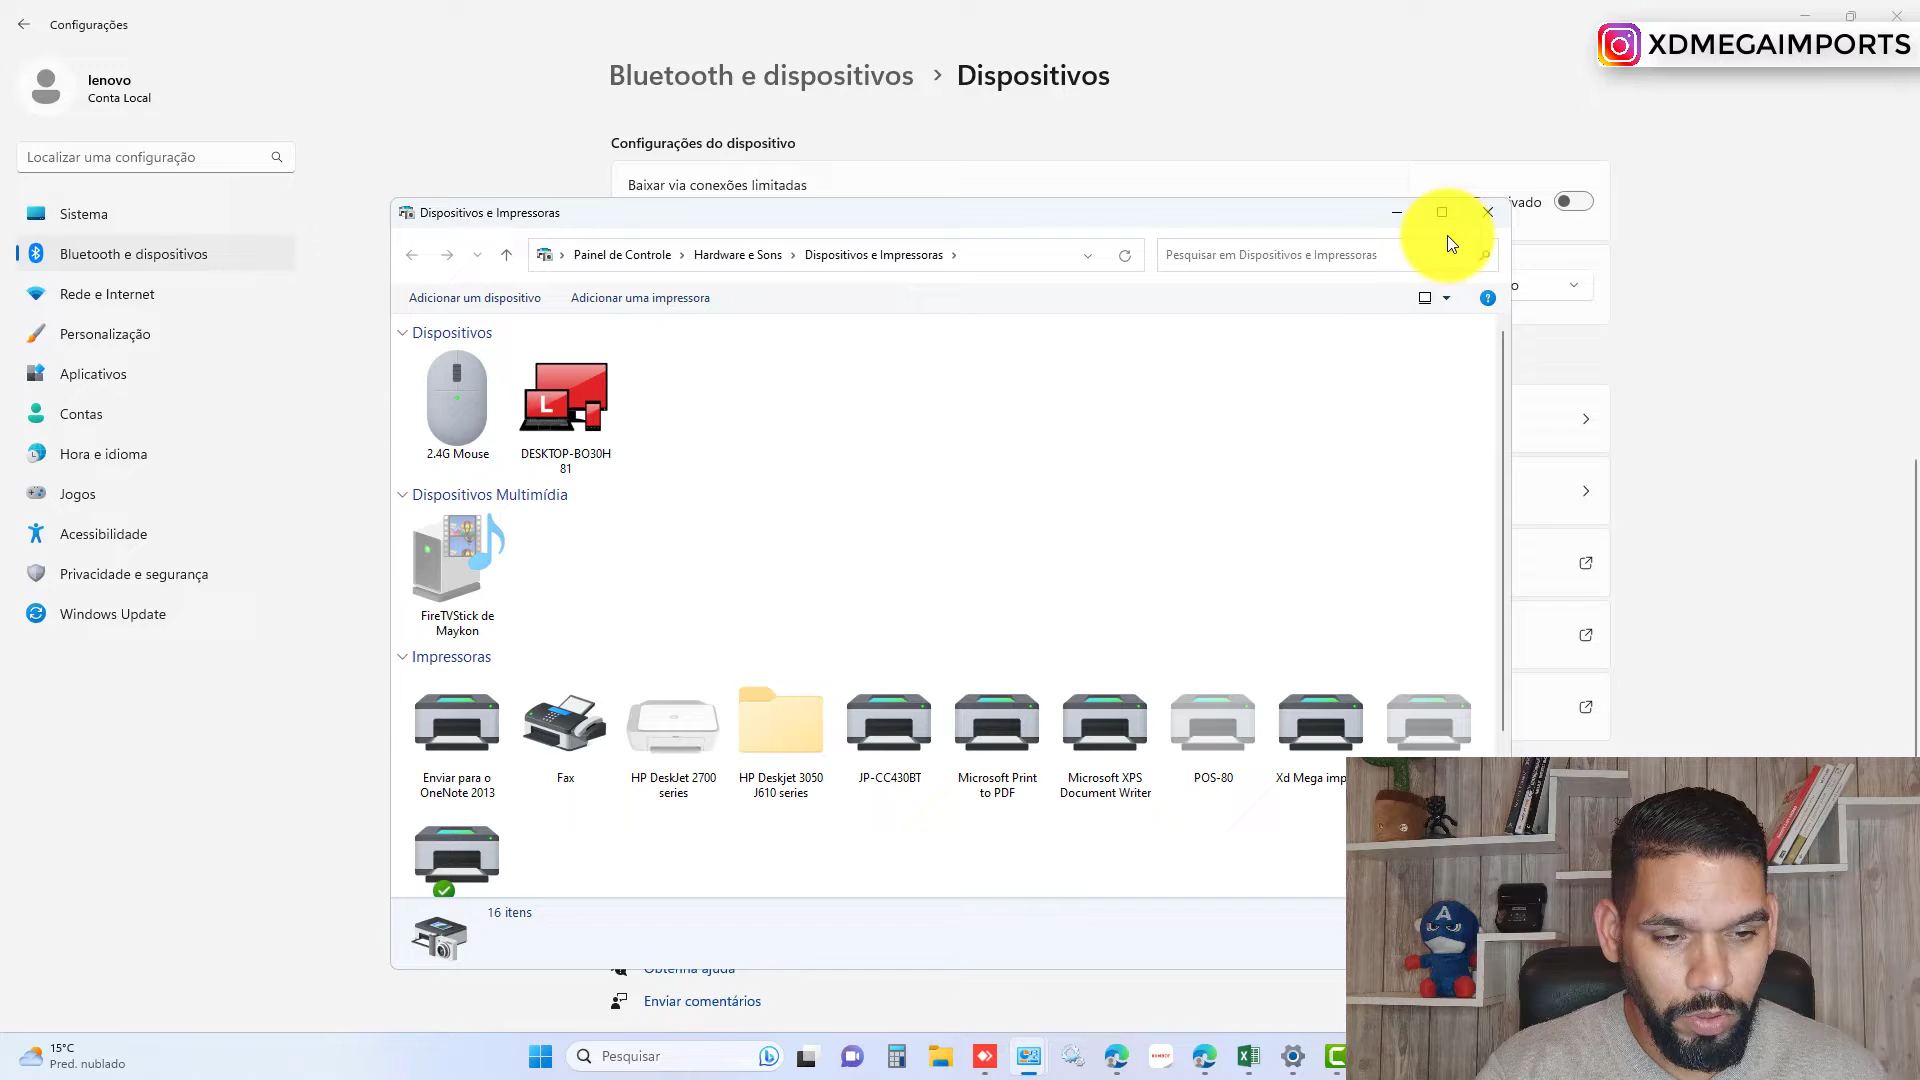 Configurações
XDMEGAIMPORTS
lenovo
Conta Local
Bluetooth e dispositivos > Dispositivos
Localizar uma configuração
Configurações do dispositivo
Baixar via conexões limitadas
Sistema
Bluetooth e dispositivos
Rede e Internet
Personalização
Aplicativos
Contas
Hora e idioma
Jogos
Acessibilidade
Privacidade e segurança
Windows Update
Dispositivos e Impressoras
Painel de Controle > Hardware e Sons > Dispositivos e Impressoras >
Pesquisar em Dispositivos e Impressoras
Adicionar um dispositivo
Adicionar uma impressora
Dispositivos
L
2.4G Mouse
DESKTOP-BO30H
81
Dispositivos Multimídia
FireTVStick de
Maykon
Impressoras
Enviar para o
OneNote 2013
Fax
HP DeskJet 2700
series
HP Deskjet 3050
J610 series
JP-CC430BT
Microsoft Print
to PDF
Microsoft XPS
Document Writer
POS-80
Xd Mega imp
16 itens
Obtenha ajuda
Enviar comentários
15°C
Pred. nublado
Pesquisar
A